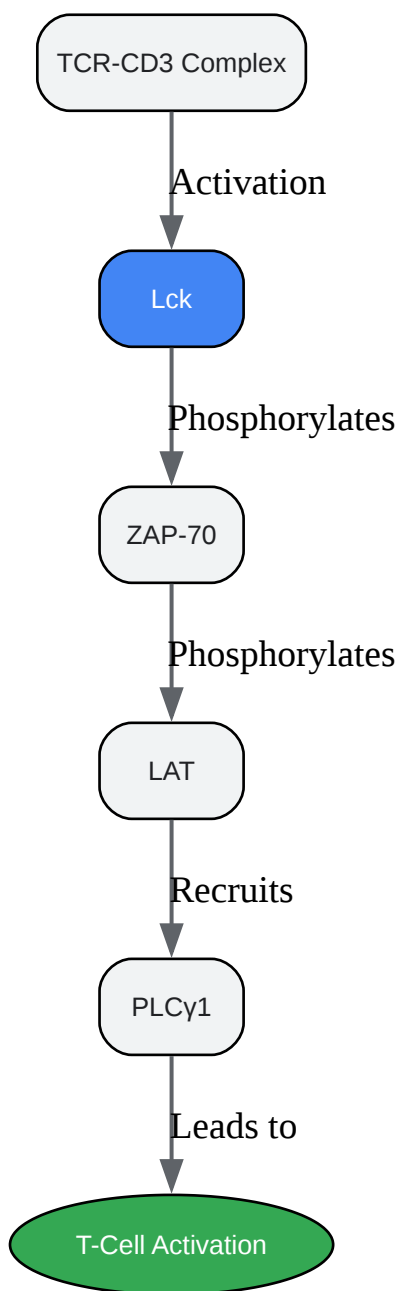 TCR-CD3 Complex
Activation
Lck
Phosphorylates
ZAP-70
Phosphorylates
LAT
Recruits
PLCγ1
Leads to
T-Cell Activation